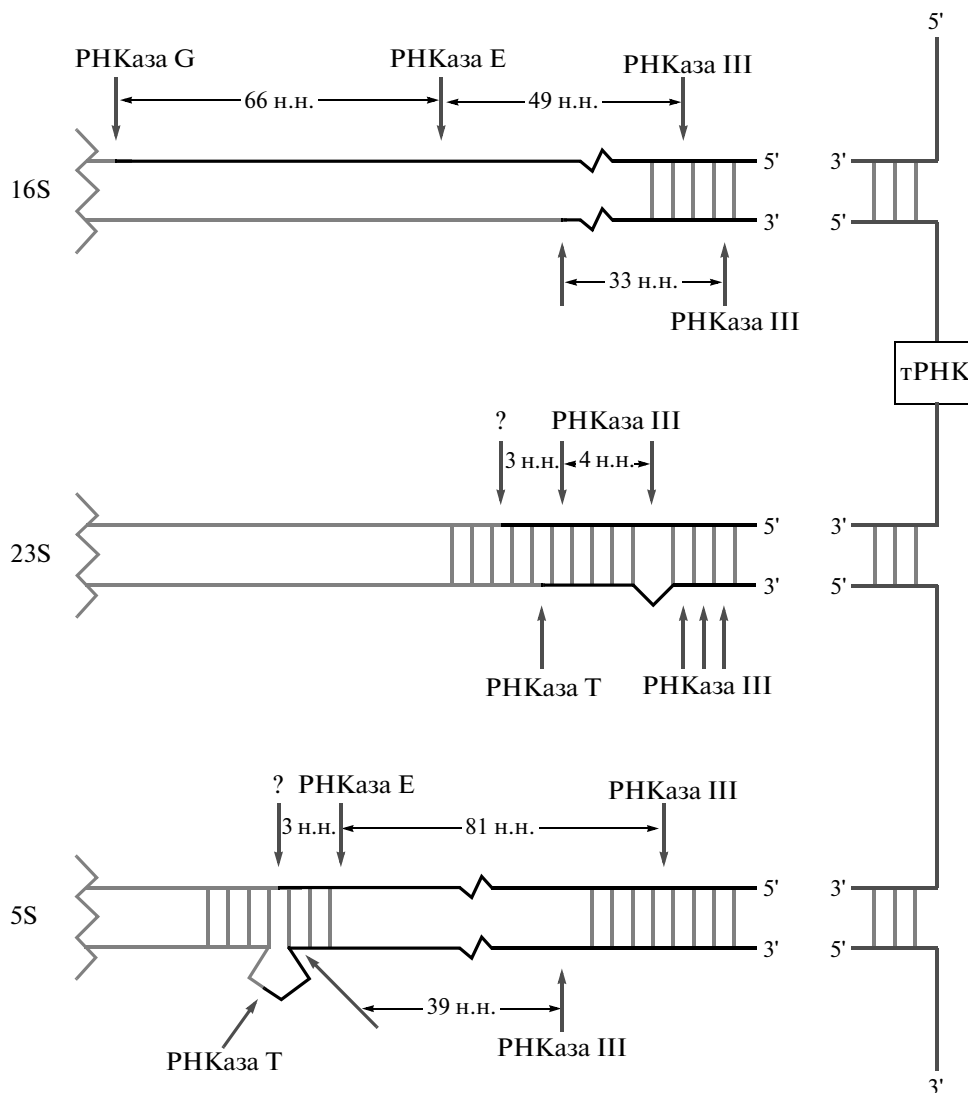 5'
РНКаза G РНКаза E РНКаза III
66 н.н. 49 н.н.
5' 3'
16S
3' 5'
33 н.н.
РНКаза III
тРНК
? РНКаза III
3 н.н. 4 н.н.
5' 3'
23S
3' 5'
РНКаза T РНКаза III
? РНКаза E РНКаза III
3 н.н. 81 н.н.
5' 3'
5S
3' 5'
39 н.н.
РНКаза T РНКаза III
3'